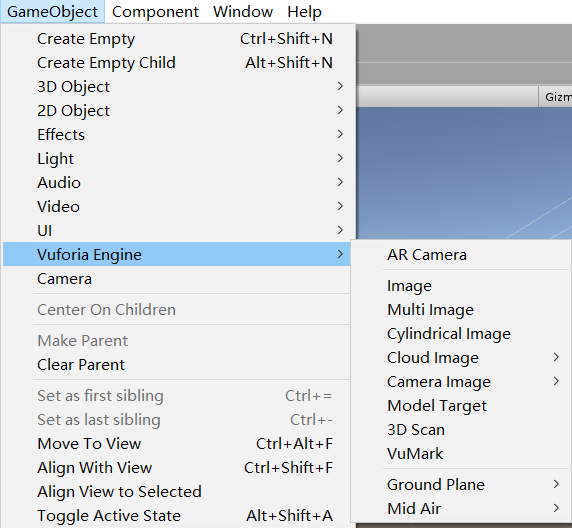 GameObject Component Window Help
Create Empty Ctrl+Shift+N
Create Empty Child Alt+Shift+N
3D Object
2D Object
Effects
Light
Audio
Video
UI
Vuforia Engine
Camera
Center On Children
Make Parent
Clear Parent
Set as first sibling Ctrl+=
Set as last sibling Ctrl+-
Move To View Ctrl+Alt+F
Align With View Ctrl+Shift+F
Align View to Selected
Toggle Active State Alt+Shift+A
Gizm
AR Camera
Image
Multi Image
Cylindrical Image
Cloud Image
Camera Image
Model Target
3D Scan
VuMark
Ground Plane
Mid Air